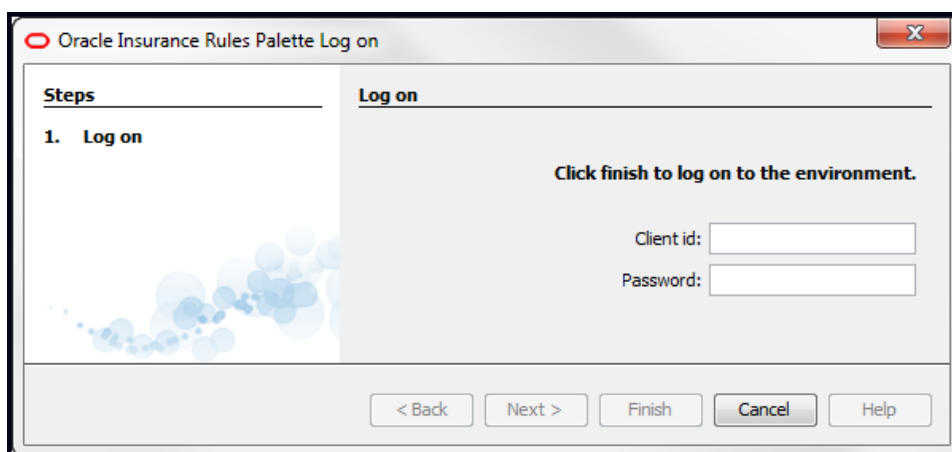 Oracle Insurance Rules Palette Log on
Steps
1. Log on
Log on
Click finish to log on to the environment.
Client id:
Password:
< Back Next > Finish Cancel Help